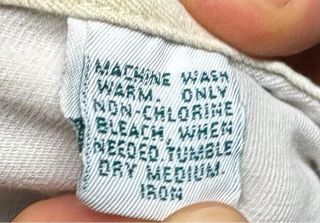 MACHINE WASH
WARM. ONLY
NON-CHLORINE
BLEACH. WHEN
NEEDED.TUMBLE
DRY MEDIUM.
IRON